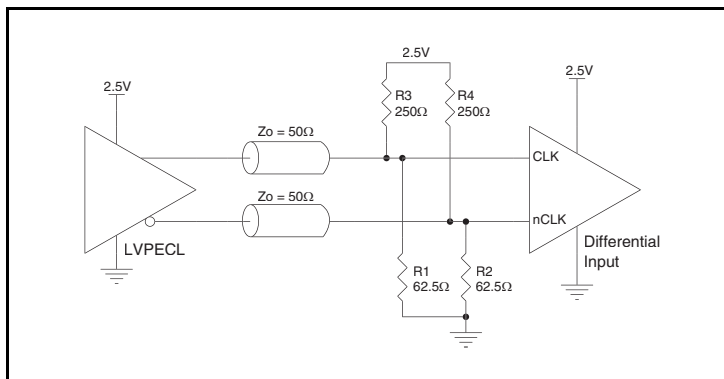 2.5V
2.5V
2.5V
R3
250Ω
R4
250Ω
Zo = 50Ω
CLK
Zo = 50Ω
nCLK
LVPECL
Differential
Input
R1
62.5Ω
R2
62.5Ω